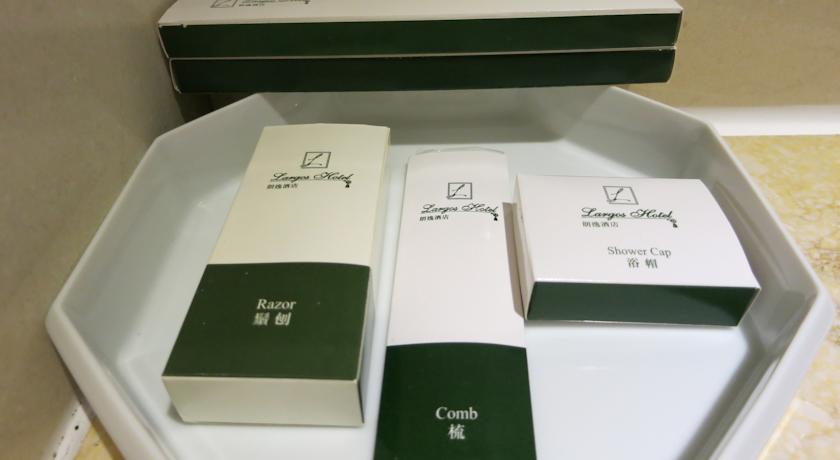 Largos Hotel
朗逸酒店
Razor
鬚刨
Largos Hotel
朗逸酒店
Comb
梳
Largos Hotel
朗逸酒店
Shower Cap
浴帽